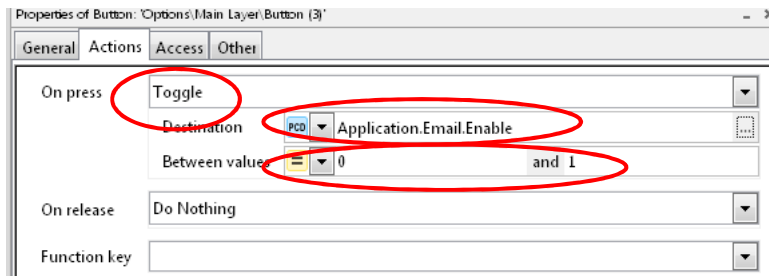 Properties of Button: 'Options\Main Layer\Button (3)'
General Actions Access Other
On press Toggle
Destination PCD Application.Email.Enable ...
Between values = 0 and 1
On release Do Nothing
Function key